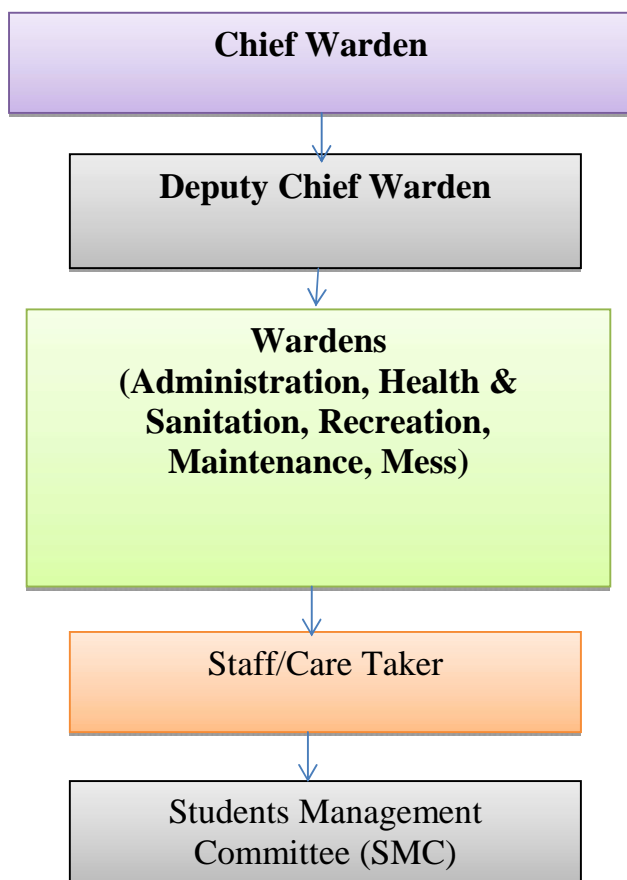 Chief Warden
Deputy Chief Warden
Wardens
(Administration, Health &
Sanitation, Recreation,
Maintenance, Mess)
Staff/Care Taker
Students Management
Committee (SMC)